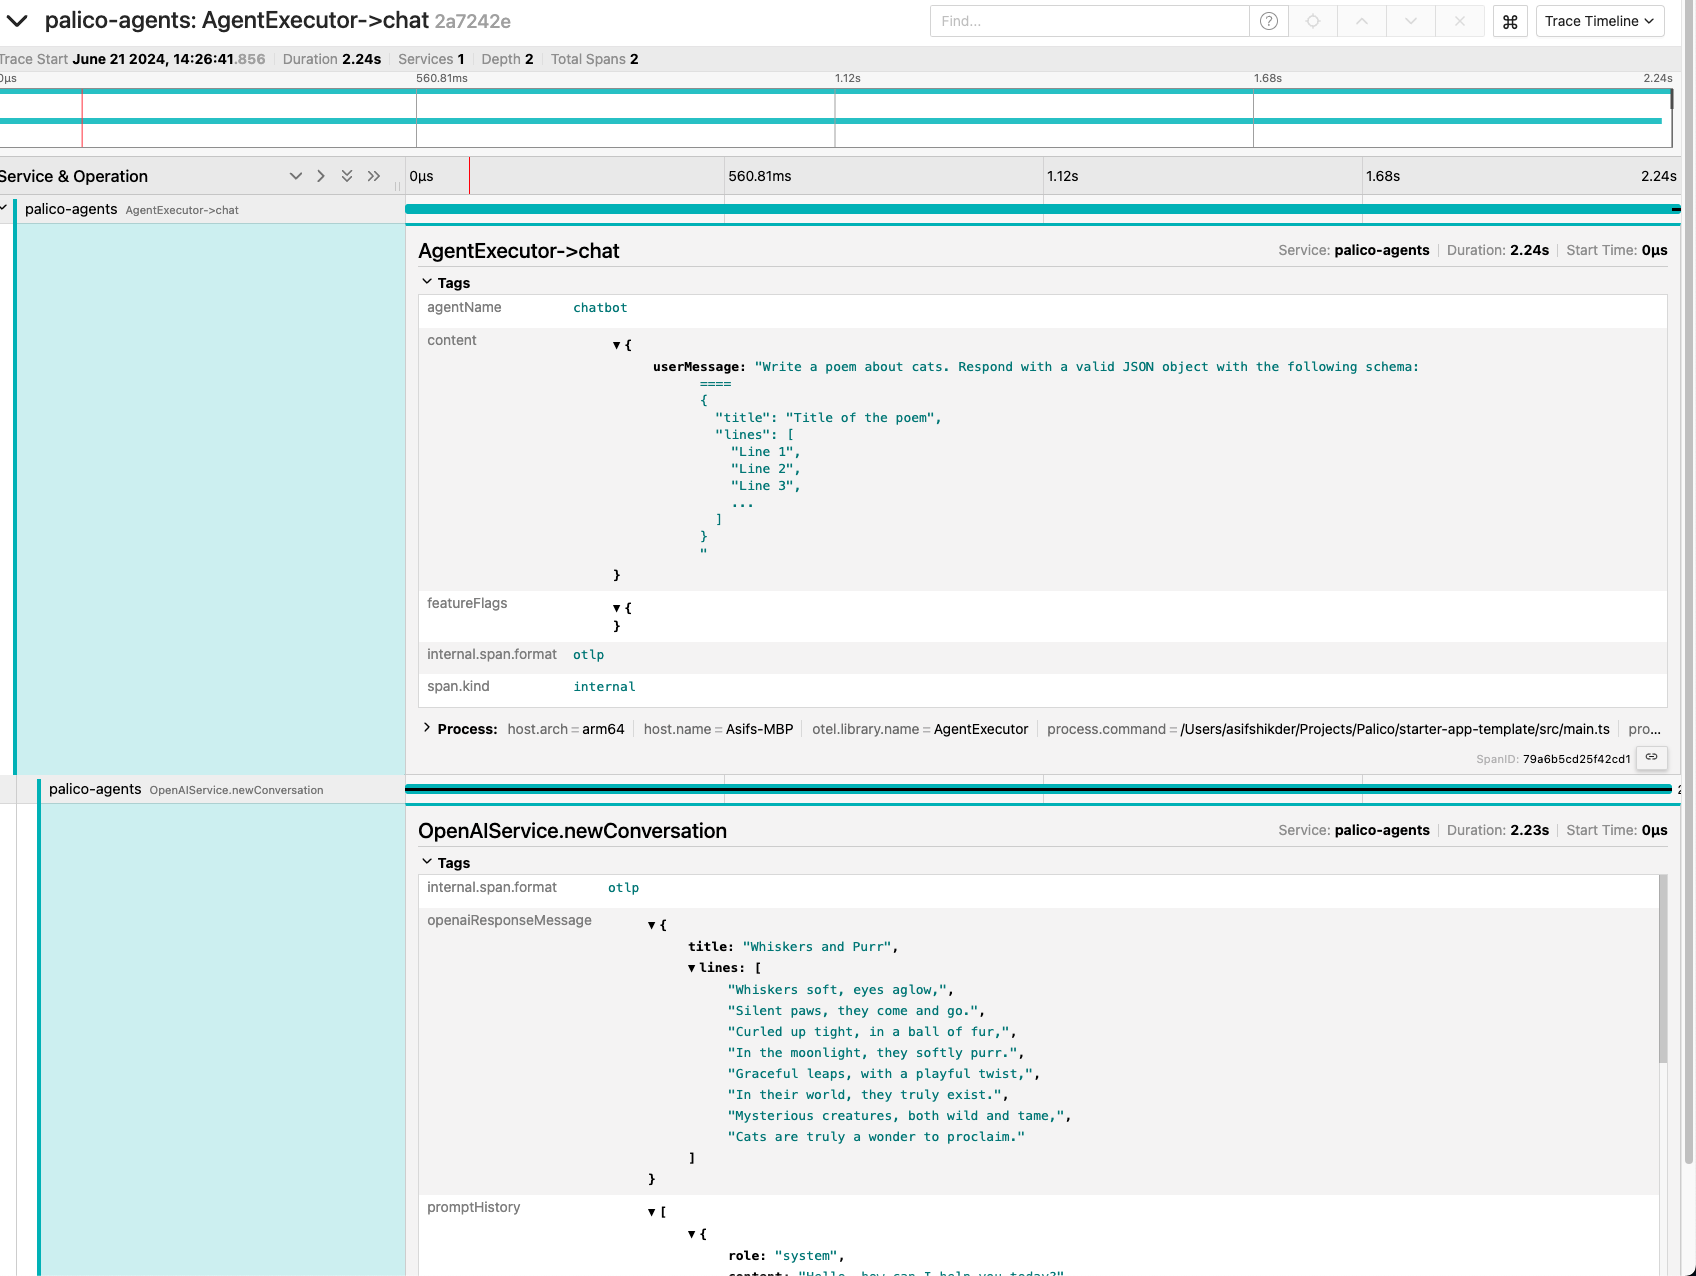 palico-agents: AgentExecutor->chat 2a7242e
Find...
Trace Timeline
Trace Start June 21 2024, 14:26:41.856 Duration 2.24s Services 1 Depth 2 Total Spans 2
0μs 560.81ms 1.12s 1.68s 2.24s
Service & Operation 0μs 560.81ms 1.12s 1.68s 2.24s
palico-agents AgentExecutor->chat
AgentExecutor->chat Service: palico-agents Duration: 2.24s Start Time: 0μs
Tags
agentName chatbot
content {
userMessage: "Write a poem about cats. Respond with a valid JSON object with the following schema:
====
{
"title": "Title of the poem",
"lines": [
"Line 1",
"Line 2",
"Line 3",
...
]
}
"
}
featureFlags {
}
internal.span.format otlp
span.kind internal
Process: host.arch = arm64 host.name = Asifs-MBP otel.library.name = AgentExecutor process.command = /Users/asifshikder/Projects/Palico/starter-app-template/src/main.ts pro...
SpanID: 79a6b5cd25f42cd1
palico-agents OpenAIService.newConversation
OpenAIService.newConversation Service: palico-agents Duration: 2.23s Start Time: 0μs
Tags
internal.span.format otlp
openaiResponseMessage {
title: "Whiskers and Purr",
lines: [
"Whiskers soft, eyes aglow,",
"Silent paws, they come and go.",
"Curled up tight, in a ball of fur,",
"In the moonlight, they softly purr.",
"Graceful leaps, with a playful twist,",
"In their world, they truly exist.",
"Mysterious creatures, both wild and tame,",
"Cats are truly a wonder to proclaim."
]
}
promptHistory [
{
role: "system",
content: "Hello, how can I help you today?"